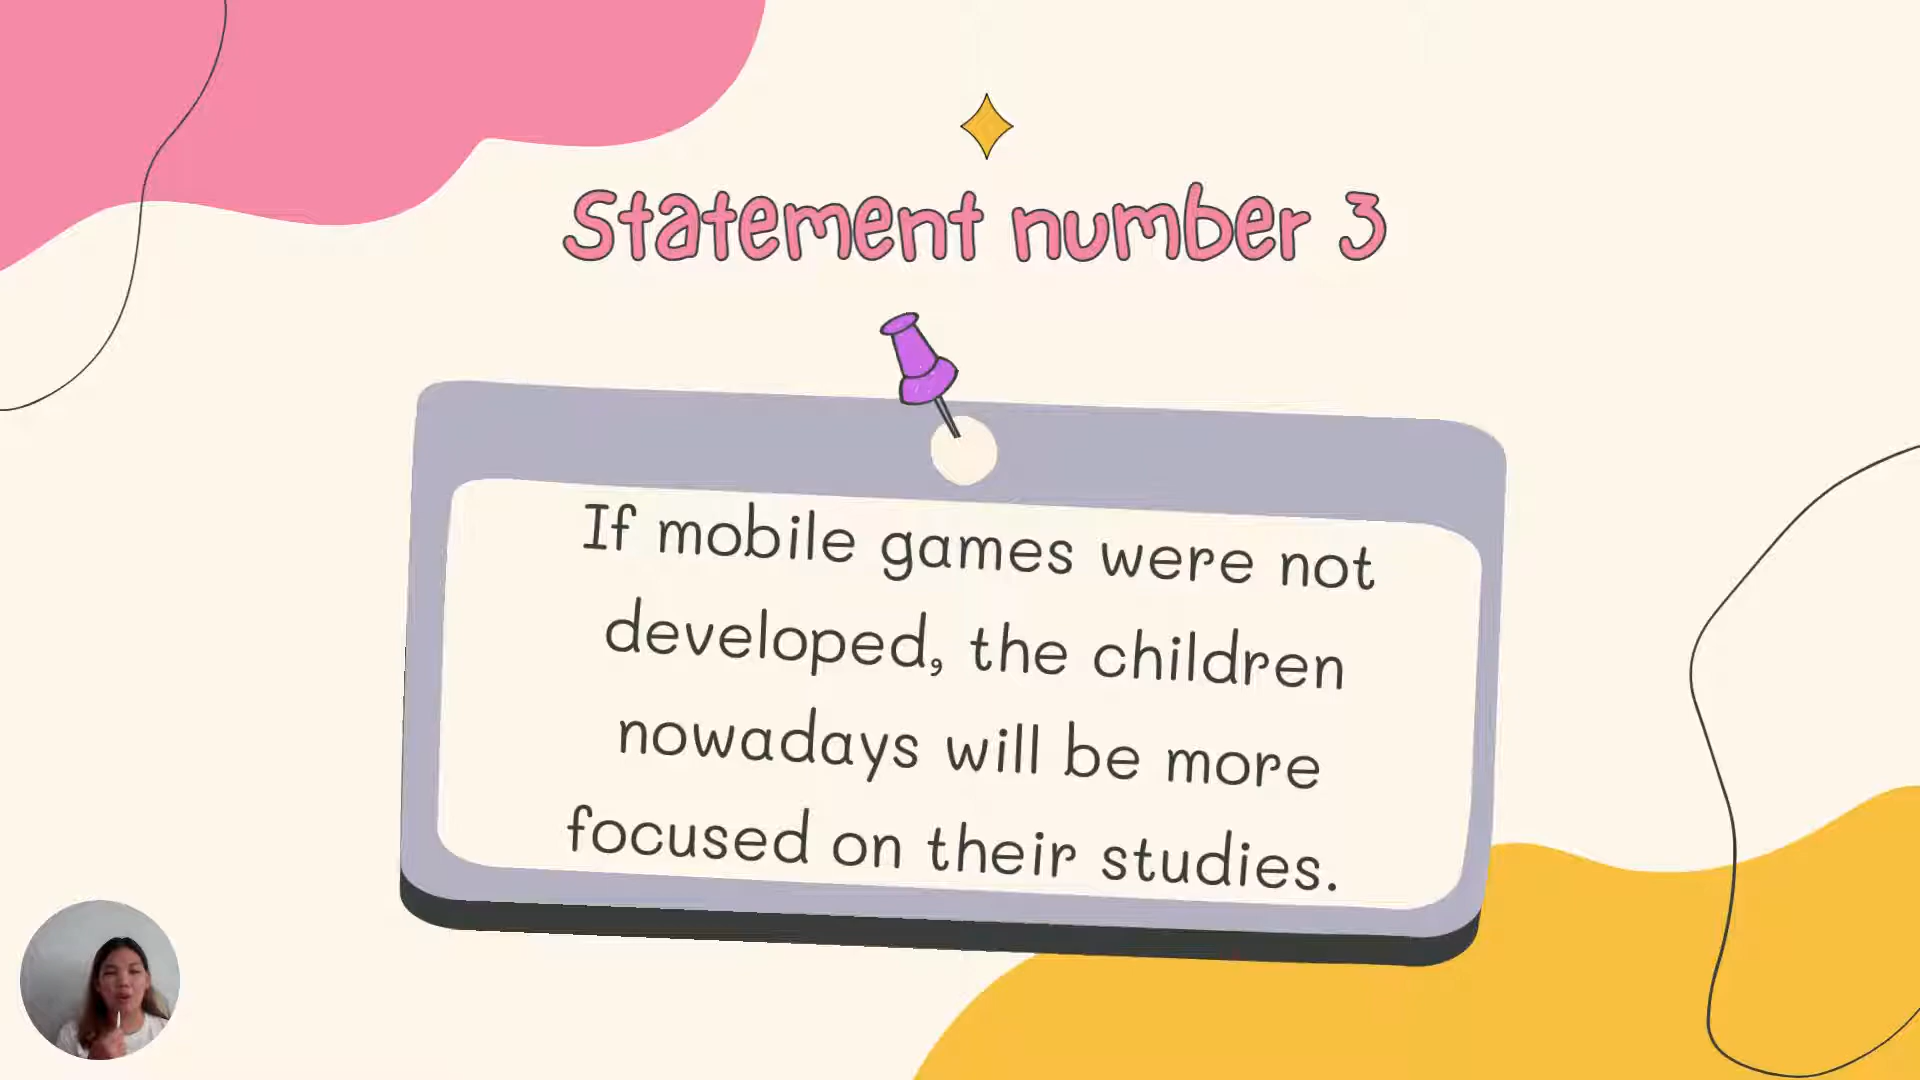 Statement number 3
If mobile games were not
developed, the children
nowadays will be more
focused on their studies.